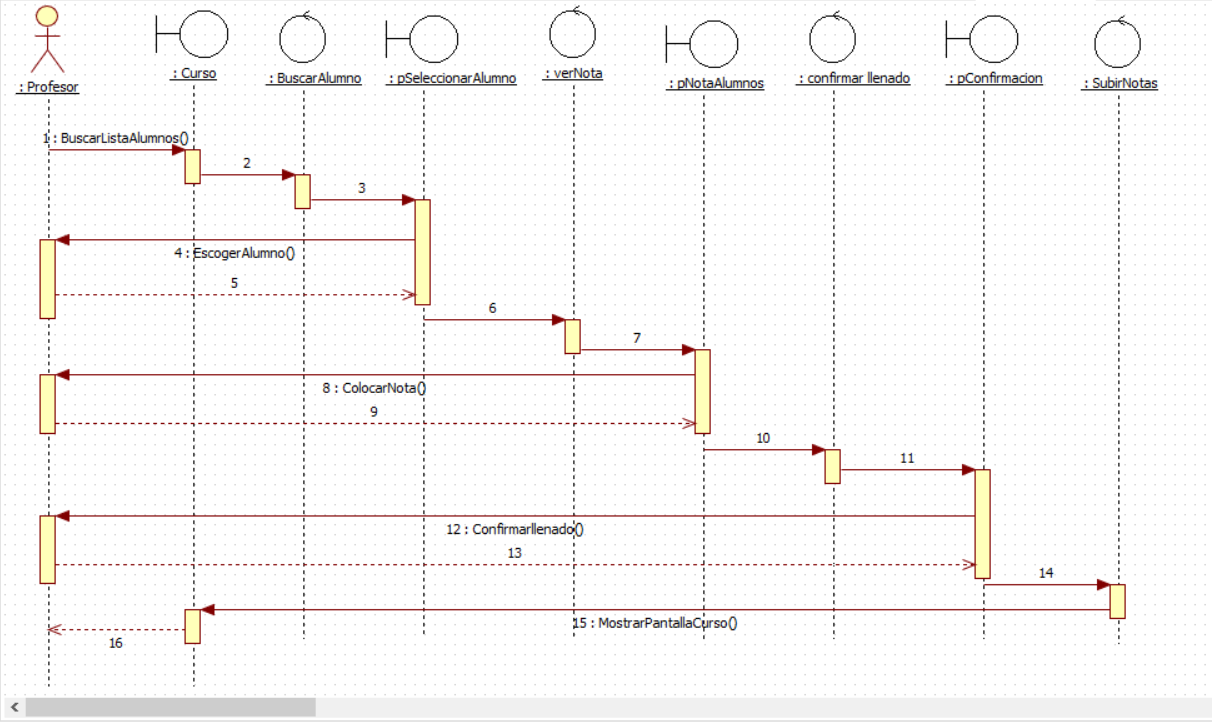 : Profesor
: Curso
: BuscarAlumno
: pSeleccionarAlumno
: verNota
: pNotaAlumnos
: confirmar llenado
: pConfirmacion
: SubirNotas
1 : BuscarListaAlumnos()
2
3
4 : EscogerAlumno()
5
6
7
8 : ColocarNota()
9
10
11
12 : Confirmarllenado()
13
14
15 : MostrarPantallaCurso()
16